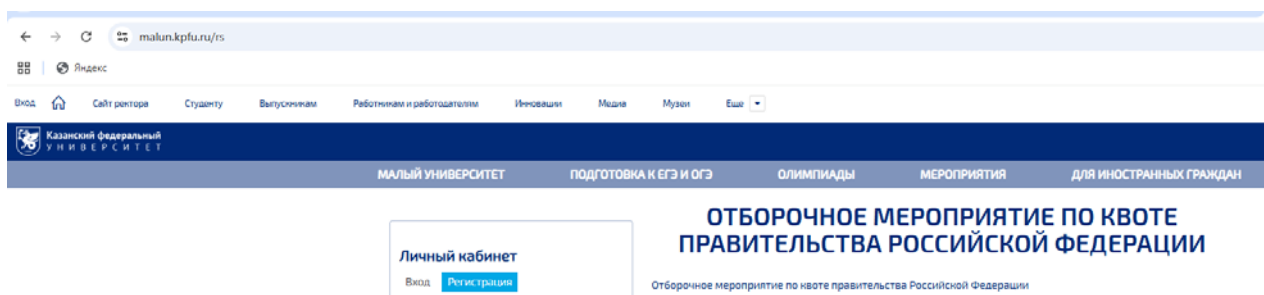 malun.kpfu.ru/rs
Яндекс
Вход Сайт ректора Студенту Выпускникам Работникам и работодателям Инновации Медиа Музеи Еще
Казанский федеральный
УНИВЕРСИТЕТ
МАЛЫЙ УНИВЕРСИТЕТ ПОДГОТОВКА К ЕГЭ И ОГЭ ОЛИМПИАДЫ МЕРОПРИЯТИЯ ДЛЯ ИНОСТРАННЫХ ГРАЖДАН
ОТБОРОЧНОЕ МЕРОПРИЯТИЕ ПО КВОТЕ
ПРАВИТЕЛЬСТВА РОССИЙСКОЙ ФЕДЕРАЦИИ
Личный кабинет
Вход Регистрация
Отборочное мероприятие по квоте правительства Российской Федерации